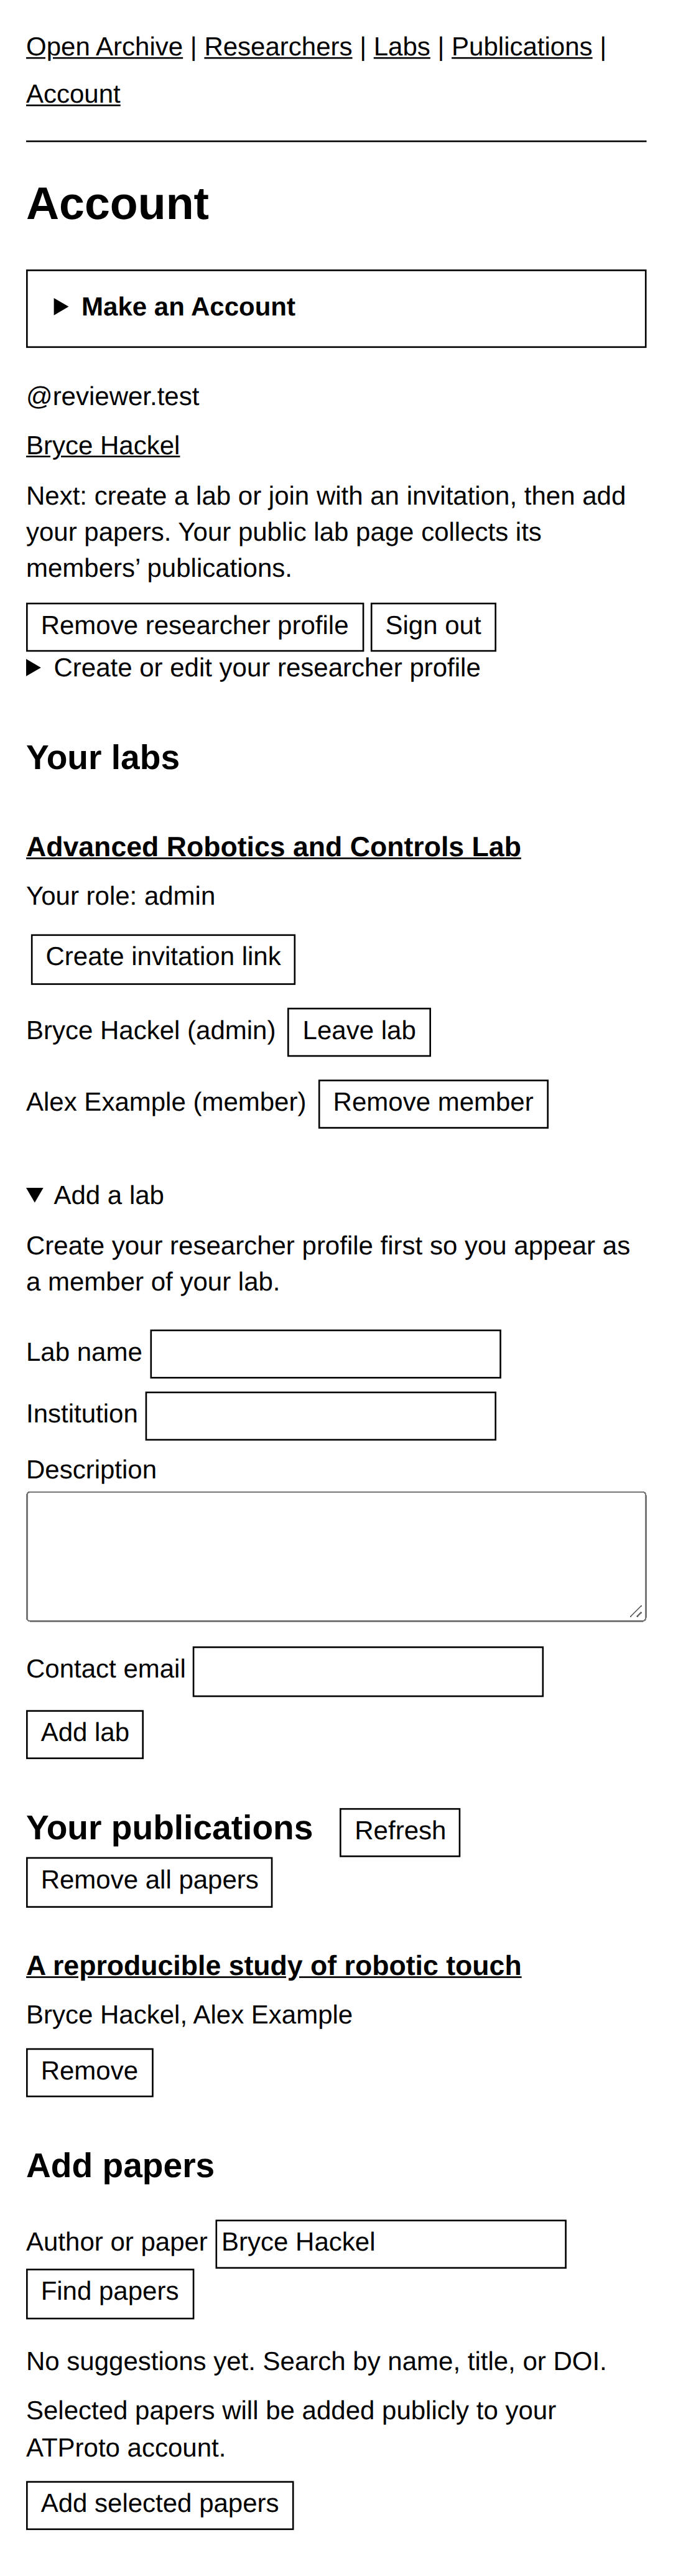 Open Archive | Researchers | Labs | Publications |
Account
Account
Make an Account
@reviewer.test
Bryce Hackel
Next: create a lab or join with an invitation, then add
your papers. Your public lab page collects its
members’ publications.
Remove researcher profile Sign out
Create or edit your researcher profile
Your labs
Advanced Robotics and Controls Lab
Your role: admin
Create invitation link
Bryce Hackel (admin) Leave lab
Alex Example (member) Remove member
Add a lab
Create your researcher profile first so you appear as
a member of your lab.
Lab name
Institution
Description
Contact email
Add lab
Your publications Refresh
Remove all papers
A reproducible study of robotic touch
Bryce Hackel, Alex Example
Remove
Add papers
Author or paper Bryce Hackel
Find papers
No suggestions yet. Search by name, title, or DOI.
Selected papers will be added publicly to your
ATProto account.
Add selected papers